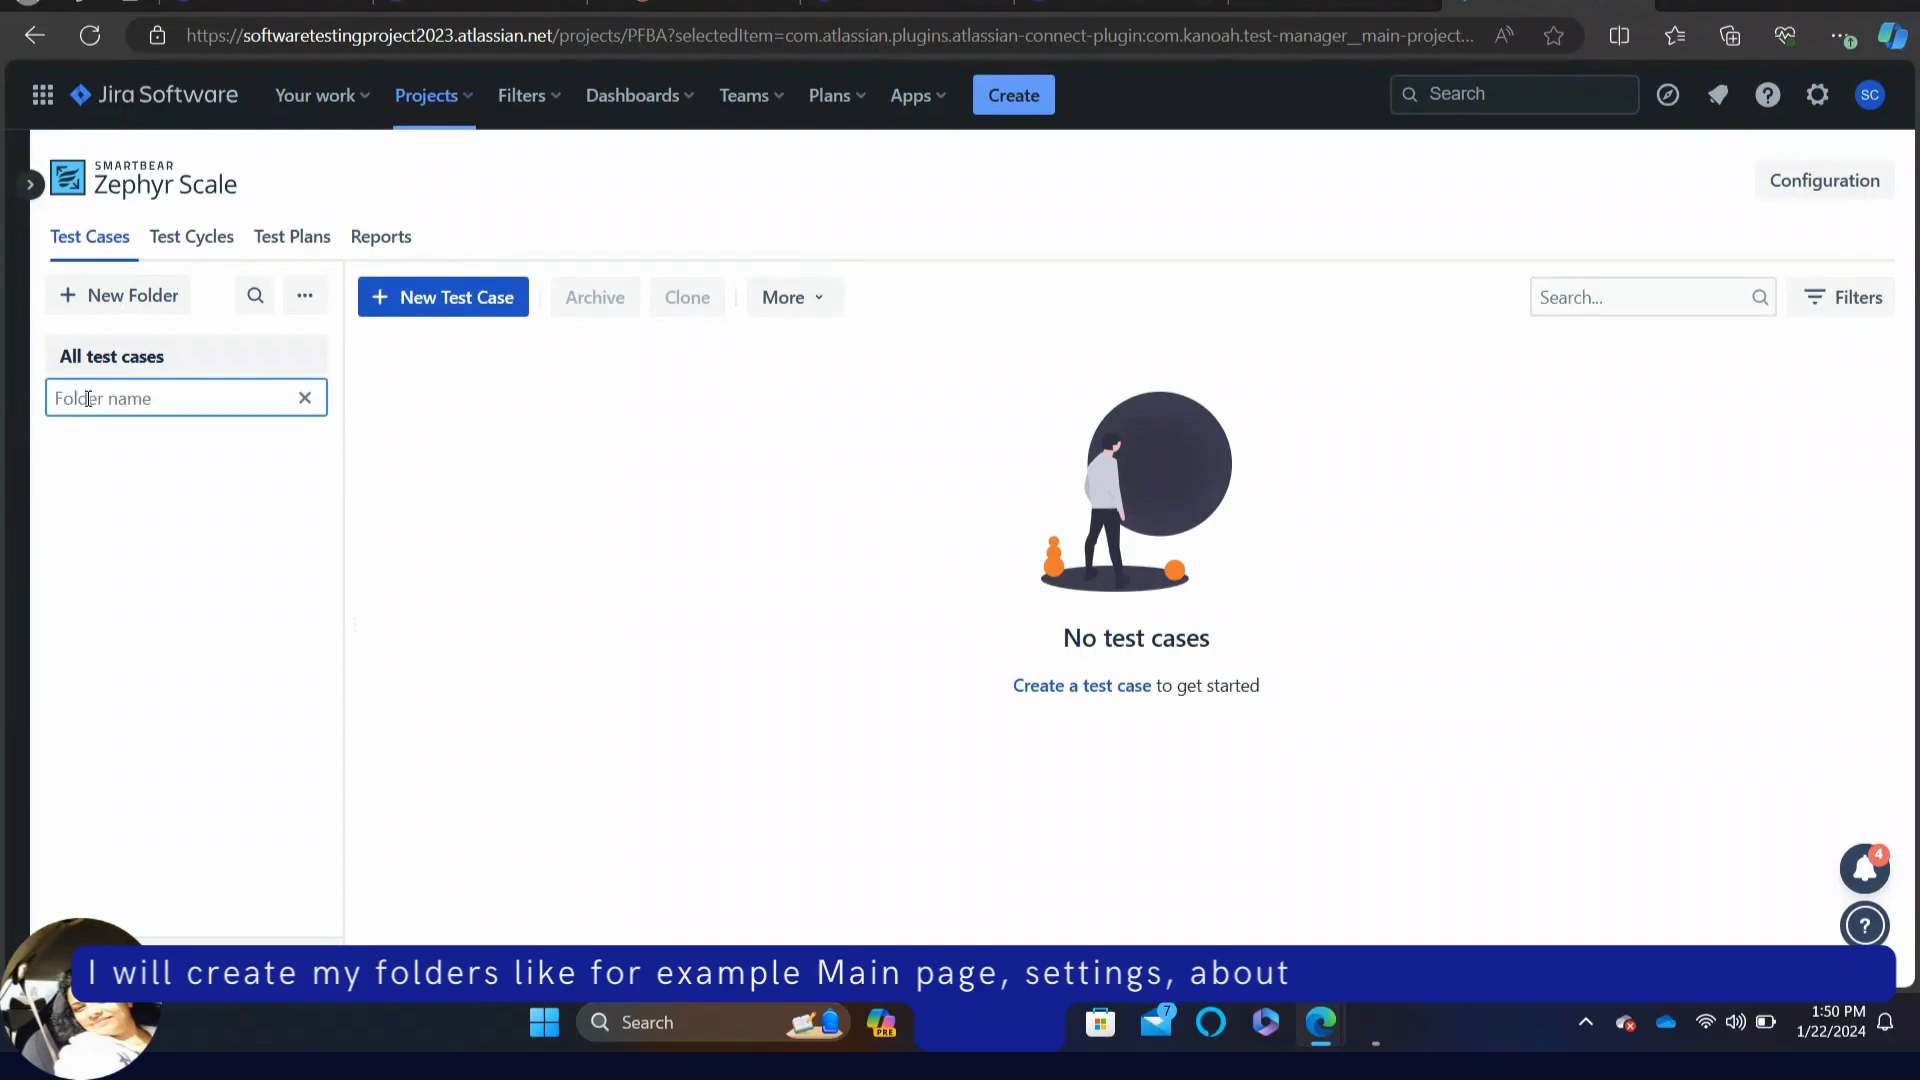 https://softwaretestingproject2023.atlassian.net/projects/PFBA?selectedItem=com.atlassian.plugins.atlassian-connect-plugin:com.kanoah.test-manager__main-project...
Jira Software
Your work
Projects
Filters
Dashboards
Teams
Plans
Apps
Create
Search
SC
SMARTBEAR
Zephyr Scale
Configuration
Test Cases
Test Cycles
Test Plans
Reports
+ New Folder
...
+ New Test Case
Archive
Clone
More
Search...
Filters
All test cases
Folder name
No test cases
Create a test case to get started
4
?
I will create my folders like for example Main page, settings, about
Search
PRE
7
1:50 PM
1/22/2024